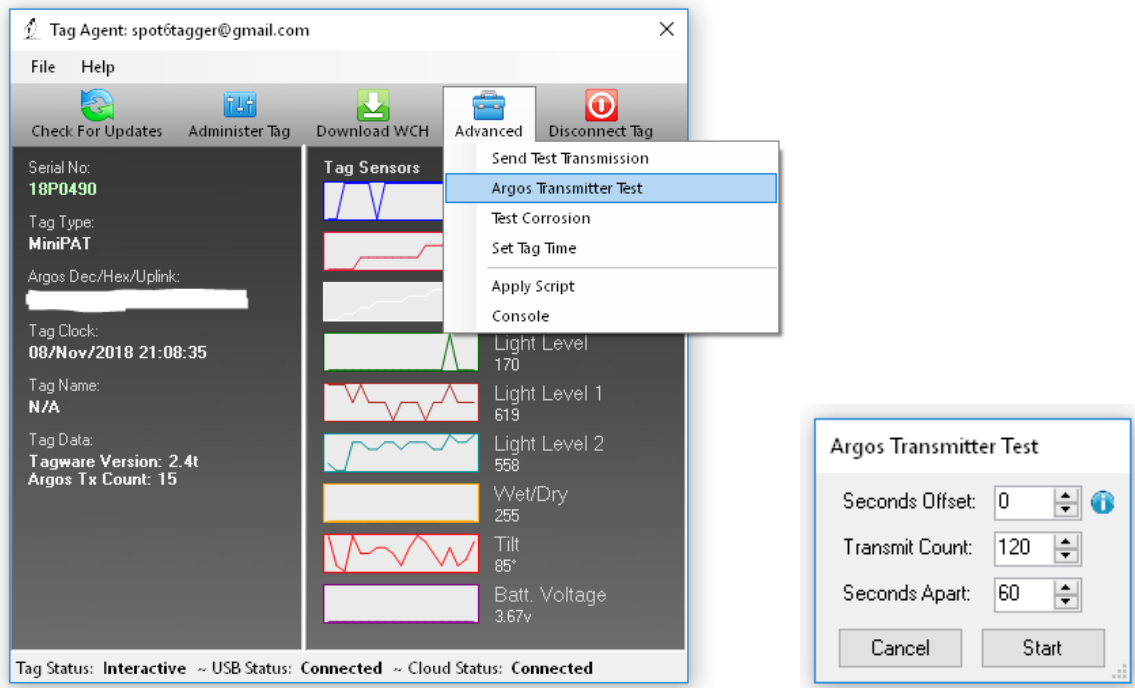 Tag Agent: spot6tagger@gmail.com
File Help
Check For Updates Administer Tag Download WCH Advanced Disconnect Tag
Serial No:
18P0490
Tag Type:
MiniPAT
Argos Dec/Hex/Uplink:
Tag Clock:
08/Nov/2018 21:08:35
Tag Name:
N/A
Tag Data:
Tagware Version: 2.4t
Argos Tx Count: 15
Tag Sensors
Send Test Transmission
Argos Transmitter Test
Test Corrosion
Set Tag Time
Apply Script
Console
Light Level
170
Light Level 1
619
Light Level 2
558
Wet/Dry
255
Tilt
85°
Batt. Voltage
3.67v
Tag Status: Interactive ~ USB Status: Connected ~ Cloud Status: Connected
Argos Transmitter Test
Seconds Offset: 0
Transmit Count: 120
Seconds Apart: 60
Cancel Start